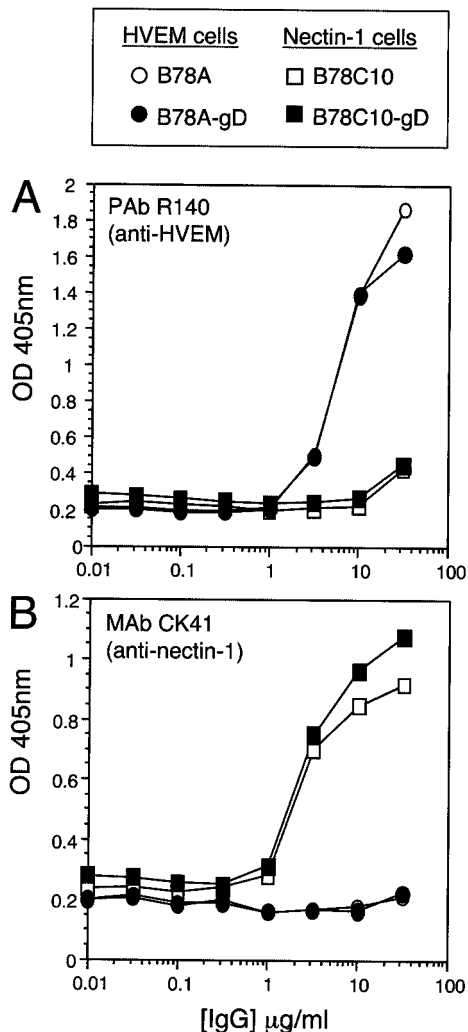 HVEM cells Nectin-1 cells
B78A B78C10
B78A-gD B78C10-gD
A
PAb R140
(anti-HVEM)
OD 405nm
2
1.8
1.6
1.4
1.2
1
0.8
0.6
0.4
0.2
0
0.01 0.1 1 10 100
B
MAb CK41
(anti-nectin-1)
OD 405nm
1.2
1
0.8
0.6
0.4
0.2
0
0.01 0.1 1 10 100
[IgG] μg/ml